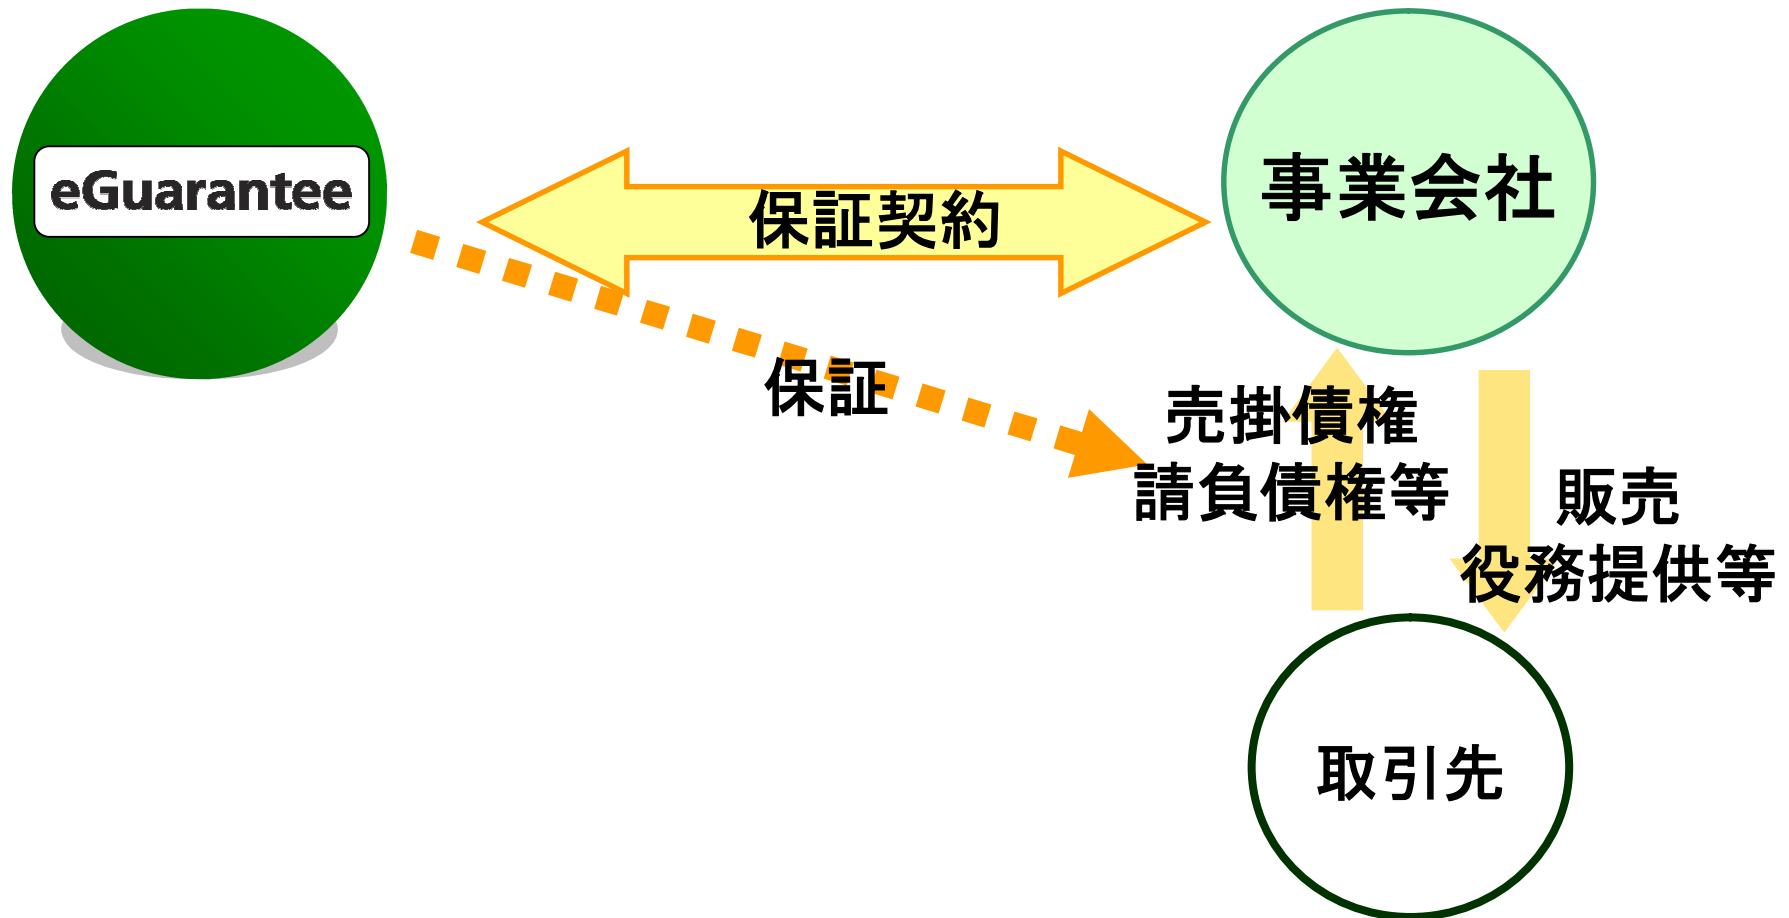 eGuarantee
保証契約
事業会社
保証
売掛債権
請負債権等
販売
役務提供等
取引先